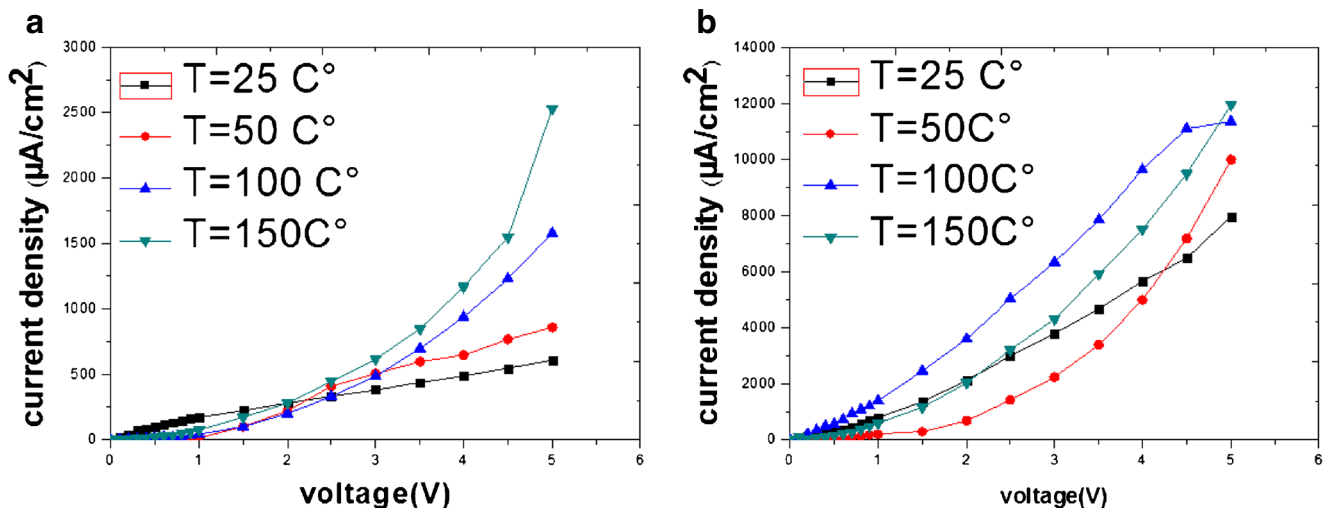 a
3000
2500
2000
1500
1000
500
0
0 1 2 3 4 5 6
current density (µA/cm²)
voltage(V)
T=25 C°
T=50 C°
T=100 C°
T=150C°
b
14000
12000
10000
8000
6000
4000
2000
0
0 1 2 3 4 5 6
current density (µA/cm²)
voltage(V)
T=25 C°
T=50C°
T=100C°
T=150C°